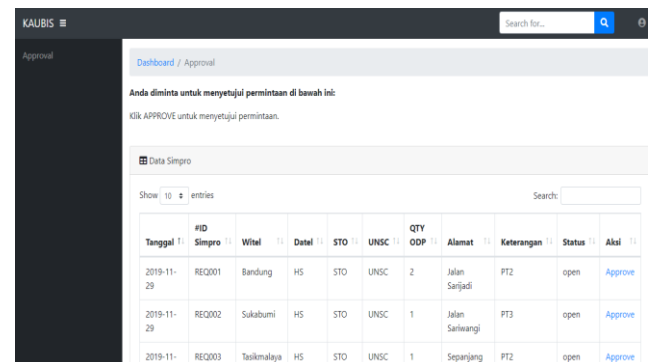 KAUBIS
Search for...
Approval
Dashboard / Approval
Anda diminta untuk menyetujui permintaan di bawah ini:
Klik APPROVE untuk menyetujui permintaan.
Data Simpro
Show 10 entries Search:
Tanggal #ID Simpro Witel Datel STO UNSC QTY ODP Alamat Keterangan Status Aksi
2019-11-29 REQ001 Bandung HS STO UNSC 2 Jalan Sarijadi PT2 open Approve
2019-11-29 REQ002 Sukabumi HS STO UNSC 1 Jalan Sariwangi PT3 open Approve
2019-11- REQ003 Tasikmalaya HS STO UNSC 1 Sepanjang PT2 open Approve